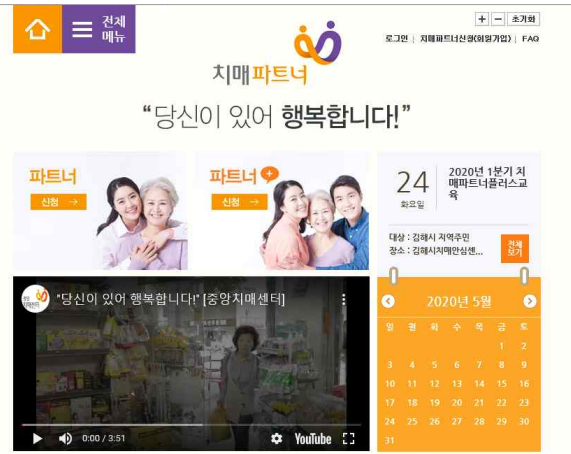 전체
메뉴
+ - 초기화
로그인 | 치매파트너신청(회원가입) | FAQ
치매파트너
“당신이 있어 행복합니다!”
파트너
신청 →
파트너+
신청 →
24
화요일
2020년 1분기 치
매파트너플러스교
육
대상 : 김해시 지역주민
장소 : 김해시치매안심센...
전체
보기
"당신이 있어 행복합니다!" [중앙치매센터]
0:00 / 3:51
YouTube
2020년 5월
일 월 화 수 목 금 토
1 2
3 4 5 6 7 8 9
10 11 12 13 14 15 16
17 18 19 20 21 22 23
24 25 26 27 28 29 30
31